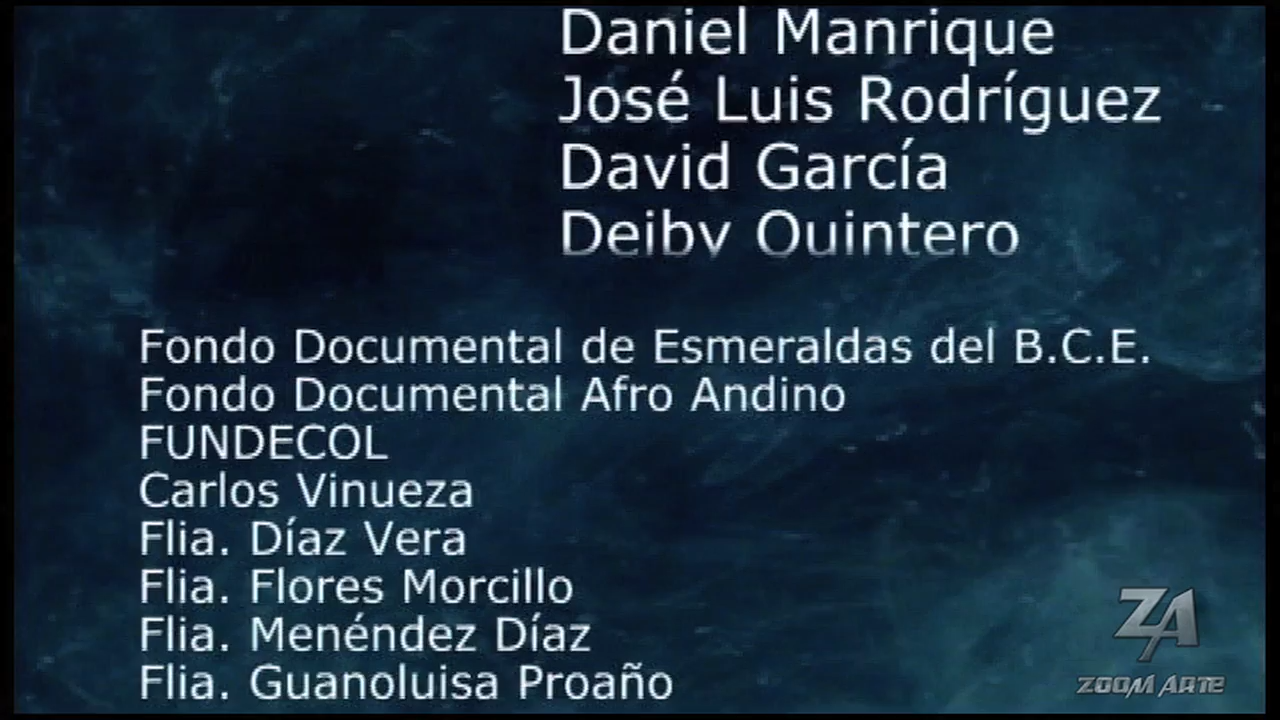 Daniel Manrique
José Luis Rodríguez
David García
Deiby Quintero
Fondo Documental de Esmeraldas del B.C.E.
Fondo Documental Afro Andino
FUNDECOL
Carlos Vinueza
Flia. Díaz Vera
Flia. Flores Morcillo
Flia. Menéndez Díaz
Flia. Guanoluisa Proaño
ZA
ZOOM ARTE